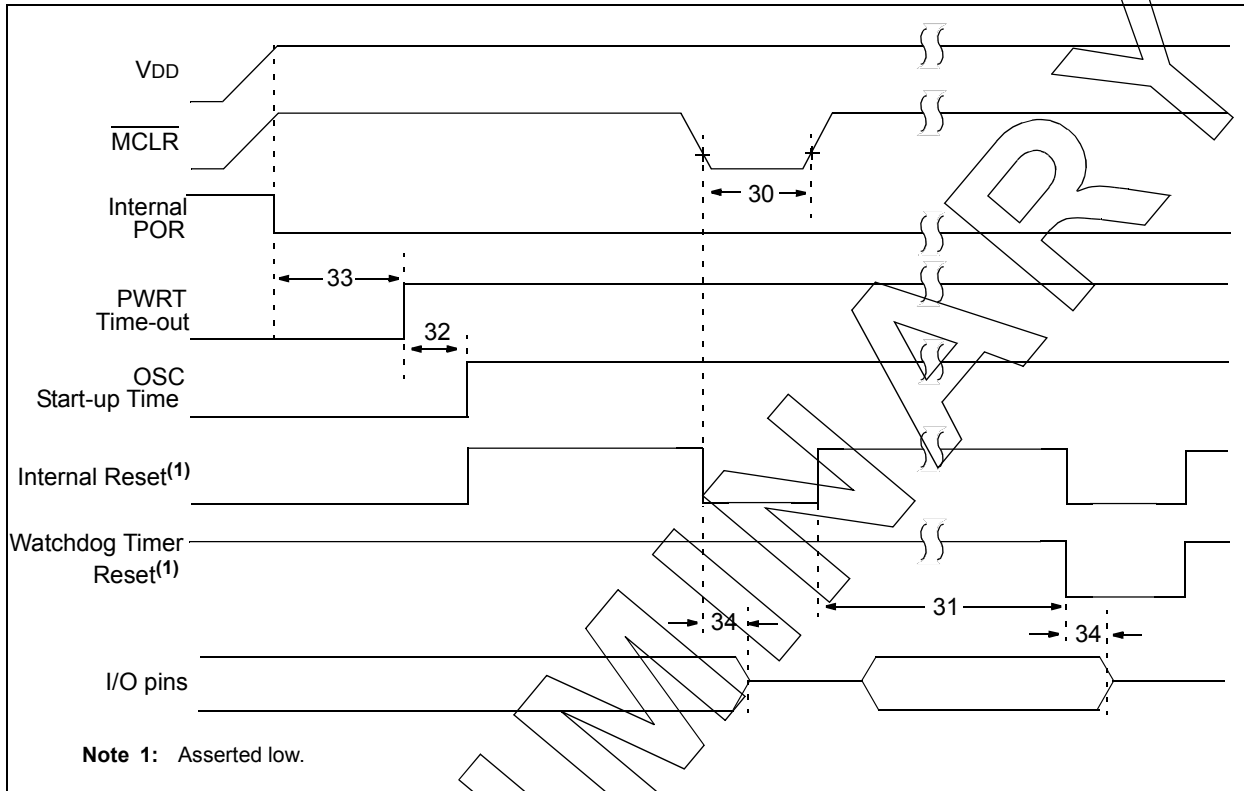 VDD
MCLR
Internal
POR
PWRT
Time-out
OSC
Start-up Time
Internal Reset(1)
Watchdog Timer
Reset(1)
I/O pins
30
33
32
31
34
34
Note 1: Asserted low.
IMINARY